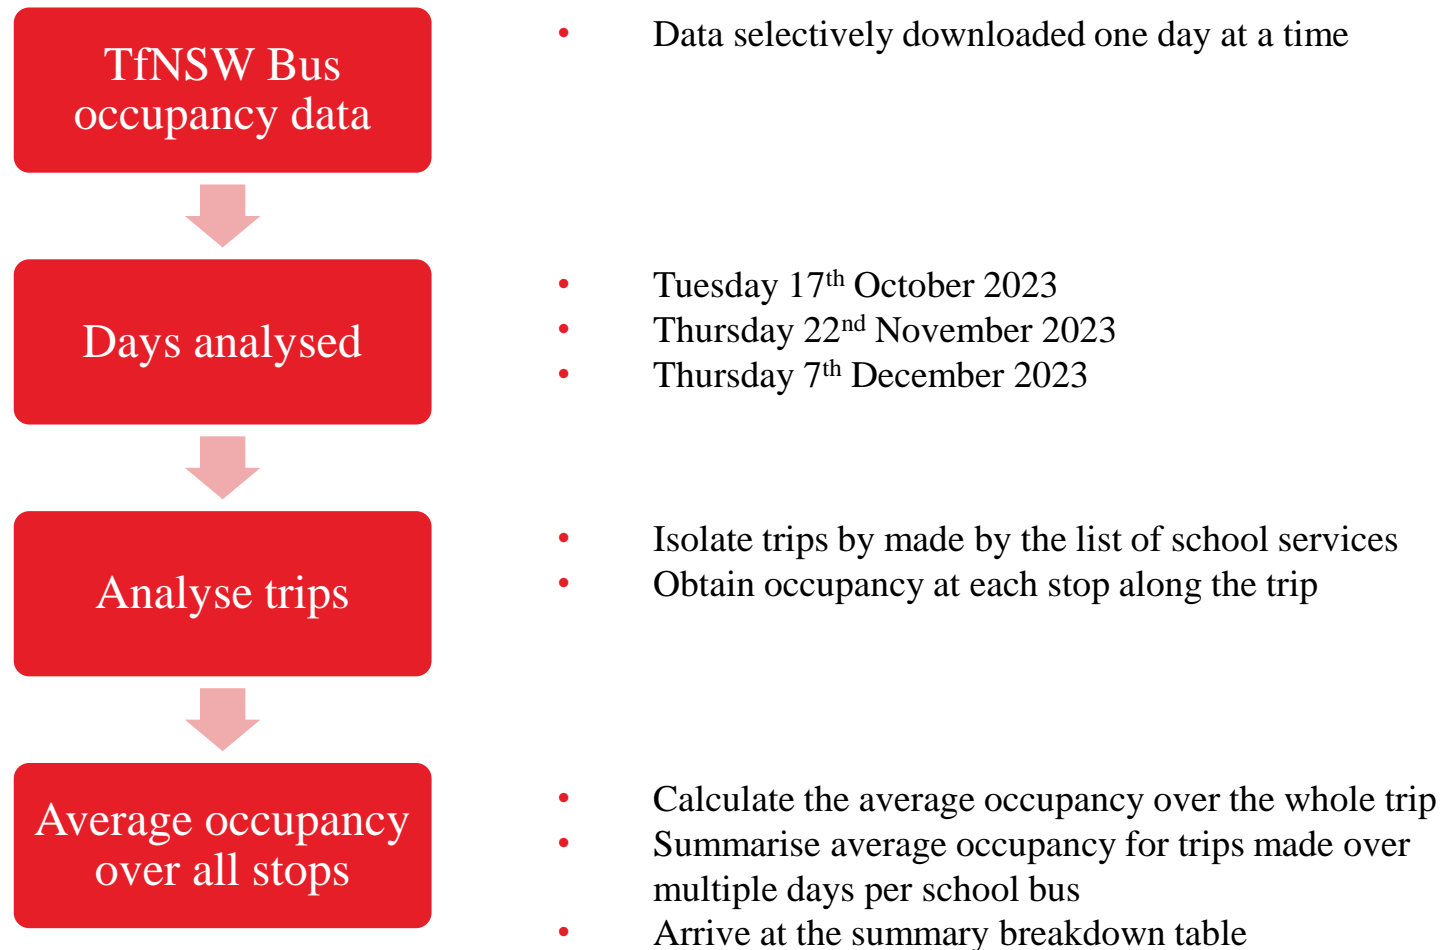 TfNSW Bus
occupancy data
• Data selectively downloaded one day at a time
Days analysed
• Tuesday 17th October 2023
• Thursday 22nd November 2023
• Thursday 7th December 2023
Analyse trips
• Isolate trips by made by the list of school services
• Obtain occupancy at each stop along the trip
Average occupancy
over all stops
• Calculate the average occupancy over the whole trip
• Summarise average occupancy for trips made over
multiple days per school bus
• Arrive at the summary breakdown table